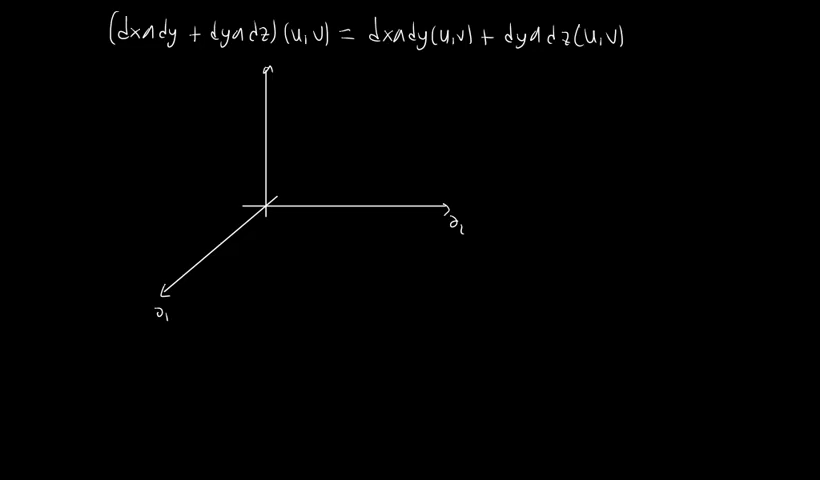 (dx∧dy + dy∧dz)(u,v) = dx∧dy(u,v) + dy∧dz(u,v)
∂₂
∂₁